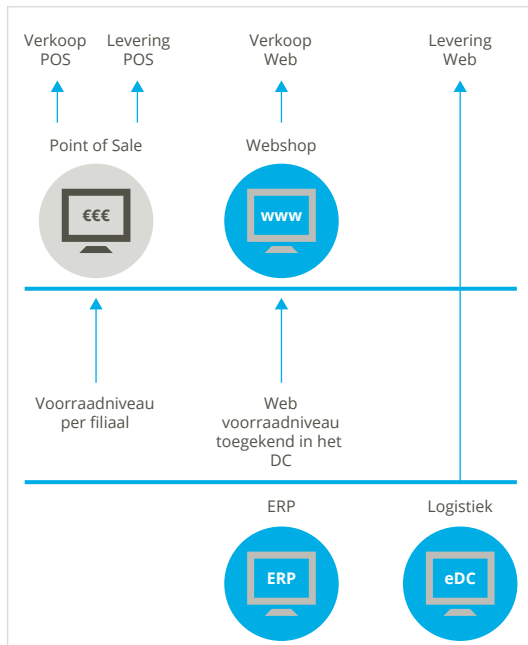 Verkoop
POS
Levering
POS
Verkoop
Web
Levering
Web
Point of Sale
Webshop
€€€
www
Voorraadniveau
per filiaal
Web
voorraadniveau
toegekend in het
DC
ERP
Logistiek
ERP
eDC